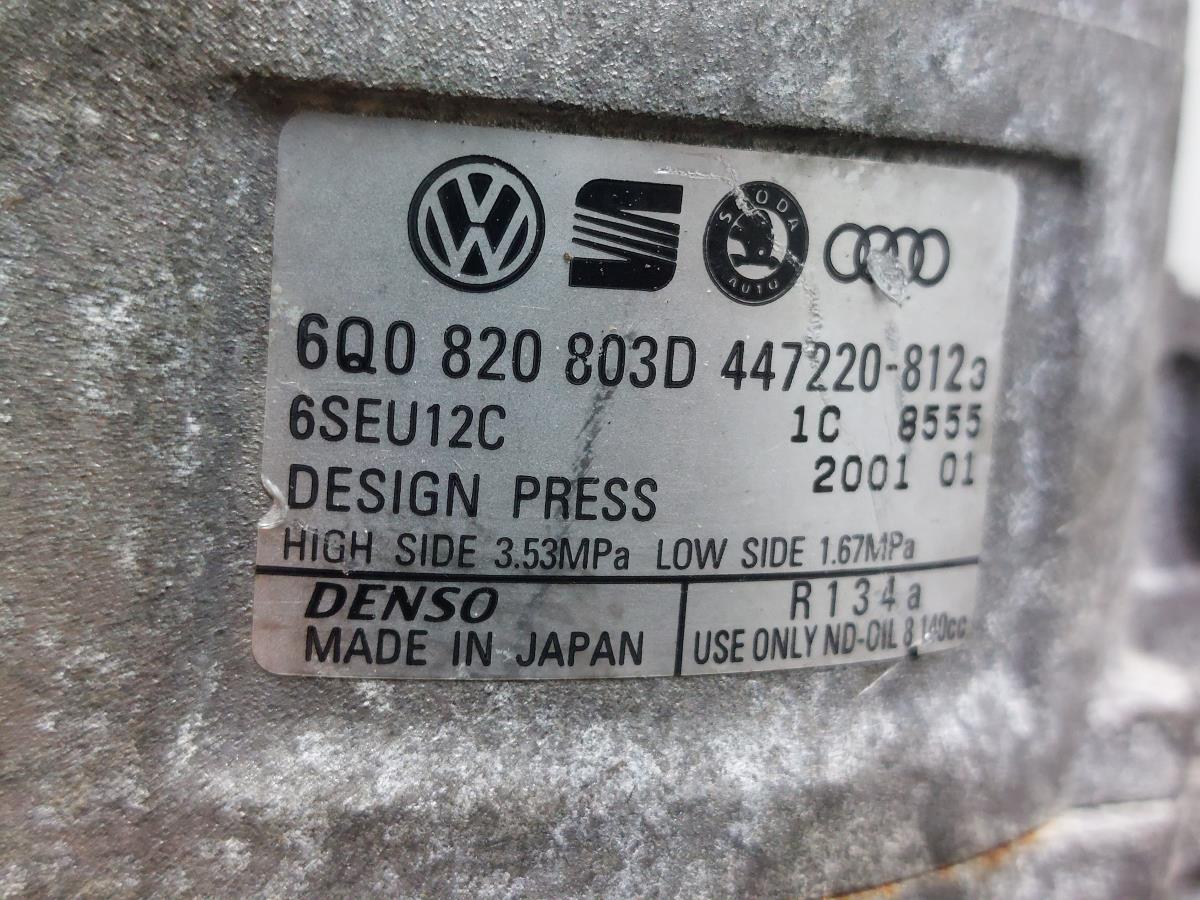 SKODA AUTO
6Q0 820 803D 447220-8123
6SEU12C 1C 8555
DESIGN PRESS 2001 01
HIGH SIDE 3.53MPa LOW SIDE 1.67MPa
DENSO R134a
MADE IN JAPAN USE ONLY ND-OIL 8,140cc